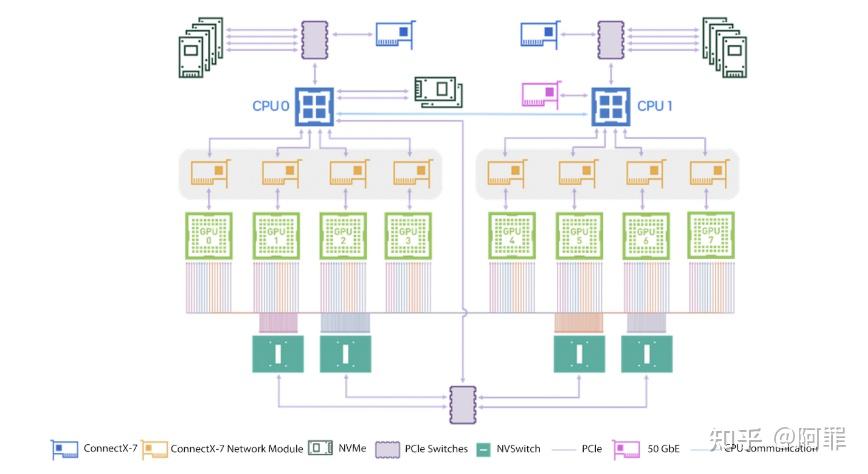 CPU 0
CPU 1
GPU
0
GPU
1
GPU
2
GPU
3
GPU
4
GPU
5
GPU
6
GPU
7
ConnectX-7
ConnectX-7 Network Module
NVMe
PCIe Switches
NVSwitch
PCIe
50 GbE
CPU communication
知乎 @阿罪